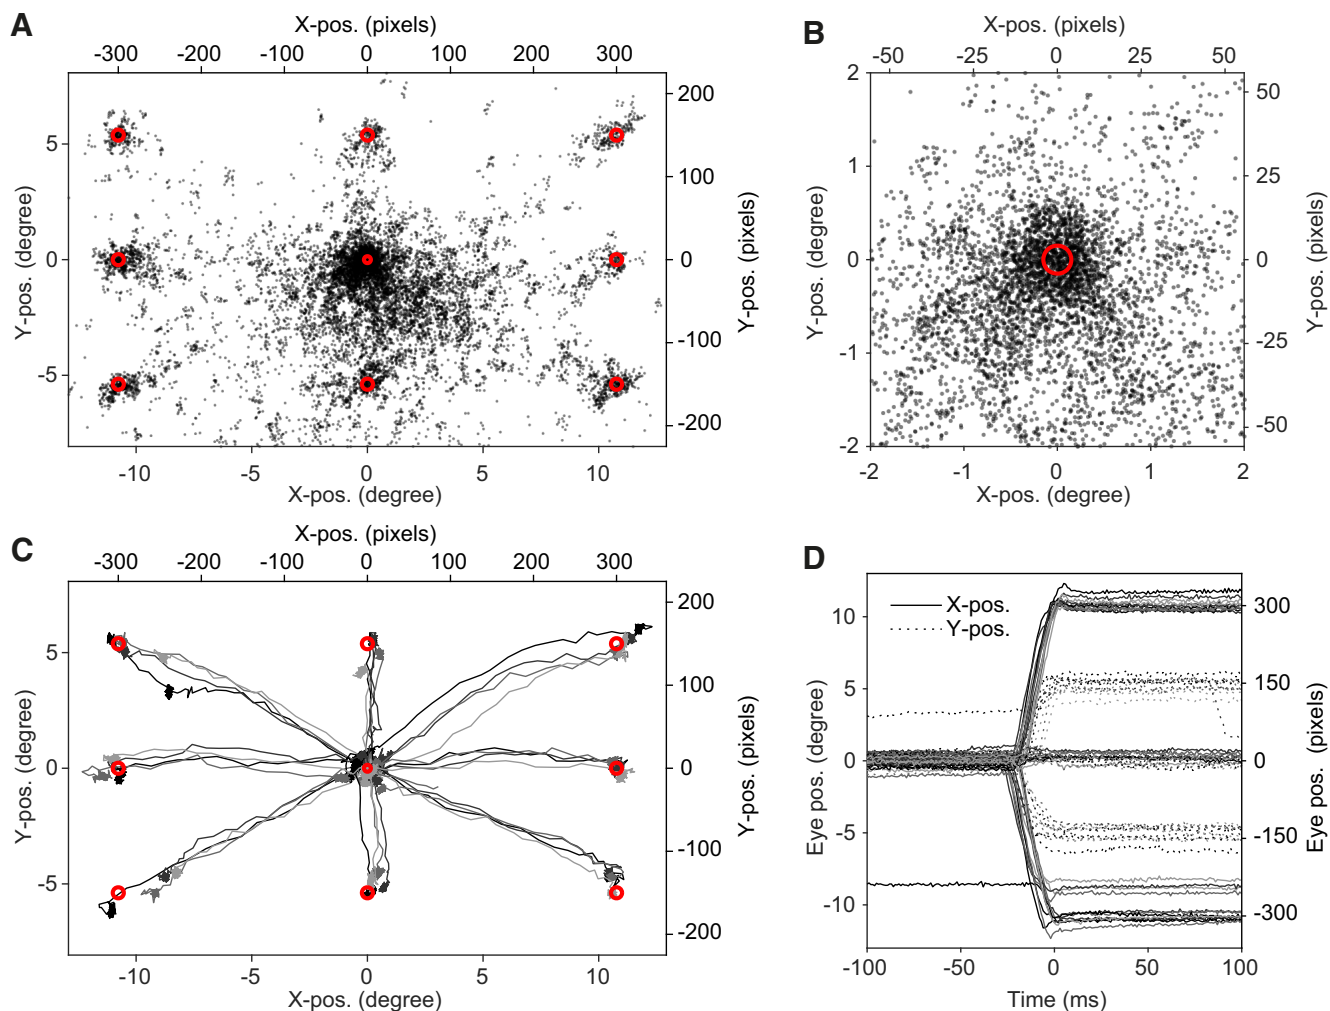 A
X-pos. (pixels)
-300 -200 -100 0 100 200 300
5
0
-5
Y-pos. (degree)
200
100
0
-100
-200
Y-pos. (pixels)
-10 -5 0 5 10
X-pos. (degree)
B
X-pos. (pixels)
-50 -25 0 25 50
2
1
0
-1
-2
Y-pos. (degree)
50
25
0
-25
-50
Y-pos. (pixels)
-2 -1 0 1 2
X-pos. (degree)
C
X-pos. (pixels)
-300 -200 -100 0 100 200 300
5
0
-5
Y-pos. (degree)
200
100
0
-100
-200
Y-pos. (pixels)
-10 -5 0 5 10
X-pos. (degree)
D
X-pos.
Y-pos.
10
5
0
-5
-10
Eye pos. (degree)
300
150
0
-150
-300
Eye pos. (pixels)
-100 -50 0 50 100
Time (ms)